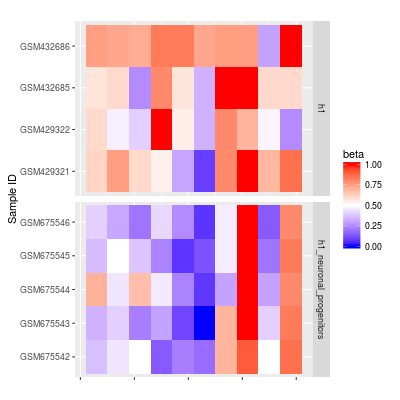 Sample ID
GSM432686
GSM432685
GSM429322
GSM429321
h1
GSM675546
GSM675545
GSM675544
GSM675543
GSM675542
h1_neuronal_progenitors
beta
1.00
0.75
0.50
0.25
0.00